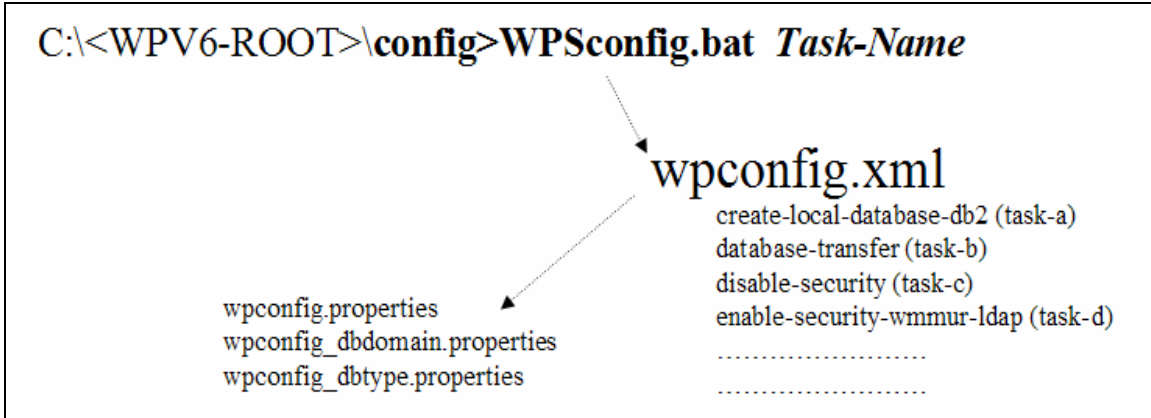 C:\<WPV6-ROOT>\config>WPSconfig.bat Task-Name
wpconfig.xml
create-local-database-db2 (task-a)
database-transfer (task-b)
disable-security (task-c)
enable-security-wmmur-ldap (task-d)
........................
........................
wpconfig.properties
wpconfig_dbdomain.properties
wpconfig_dbtype.properties